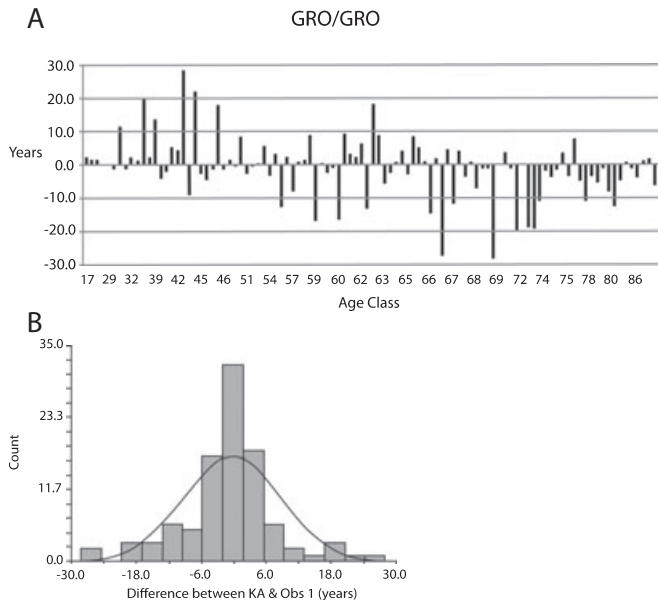 A
GRO/GRO
30.0
20.0
10.0
Years
0.0
-10.0
-20.0
-30.0
17 29 32 39 42 45 46 51 54 57 59 60 62 63 65 66 67 68 69 72 74 75 78 80 86
Age Class
B
35.0
23.3
Count
11.7
0.0
-30.0 -18.0 -6.0 6.0 18.0 30.0
Difference between KA & Obs 1 (years)